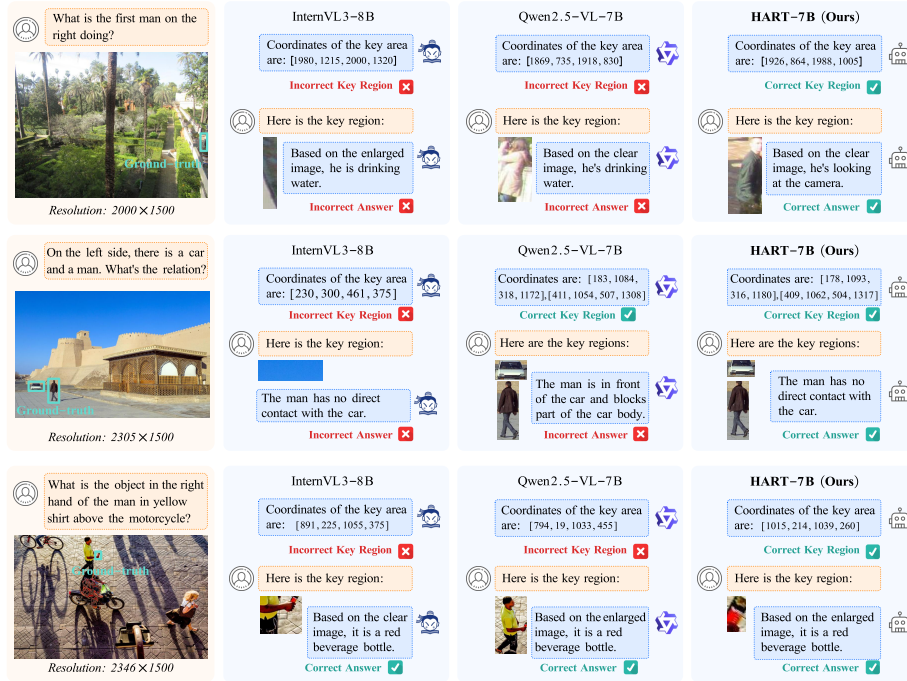 What is the first man on the
right doing?
Ground-truth
Resolution: 2000×1500
InternVL3-8B
Coordinates of the key area
are: [1980, 1215, 2000, 1320]
Incorrect Key Region
Here is the key region:
Based on the enlarged
image, he is drinking
water.
Incorrect Answer
Qwen2.5-VL-7B
Coordinates of the key area
are: [1869, 735, 1918, 830]
Incorrect Key Region
Here is the key region:
Based on the clear
image, he's drinking
water.
Incorrect Answer
HART-7B (Ours)
Coordinates of the key area
are: [1926, 864, 1988, 1005]
Correct Key Region
Here is the key region:
Based on the clear
image, he's looking
at the camera.
Correct Answer
On the left side, there is a car
and a man. What's the relation?
Ground-truth
Resolution: 2305×1500
InternVL3-8B
Coordinates of the key area
are: [230, 300, 461, 375]
Incorrect Key Region
Here is the key region:
The man has no direct
contact with the car.
Incorrect Answer
Qwen2.5-VL-7B
Coordinates are: [183, 1084,
318, 1172],[411, 1054, 507, 1308]
Correct Key Region
Here are the key regions:
The man is in front
of the car and blocks
part of the car body.
Incorrect Answer
HART-7B (Ours)
Coordinates are: [178, 1093,
316, 1180],[409, 1062, 504, 1317]
Correct Key Region
Here are the key regions:
The man has no
direct contact with
the car.
Correct Answer
What is the object in the right
hand of the man in yellow
shirt above the motorcycle?
Ground-truth
Resolution: 2346×1500
InternVL3-8B
Coordinates of the key area
are: [891, 225, 1055, 375]
Incorrect Key Region
Here is the key region:
Based on the clear
image, it is a red
beverage bottle.
Correct Answer
Qwen2.5-VL-7B
Coordinates of the key area
are: [794, 19, 1033, 455]
Incorrect Key Region
Here is the key region:
Based on the enlarged
image, it is a red
beverage bottle.
Correct Answer
HART-7B (Ours)
Coordinates of the key area
are: [1015, 214, 1039, 260]
Correct Key Region
Here is the key region:
Based on the enlarged
image, it is a red
beverage bottle.
Correct Answer